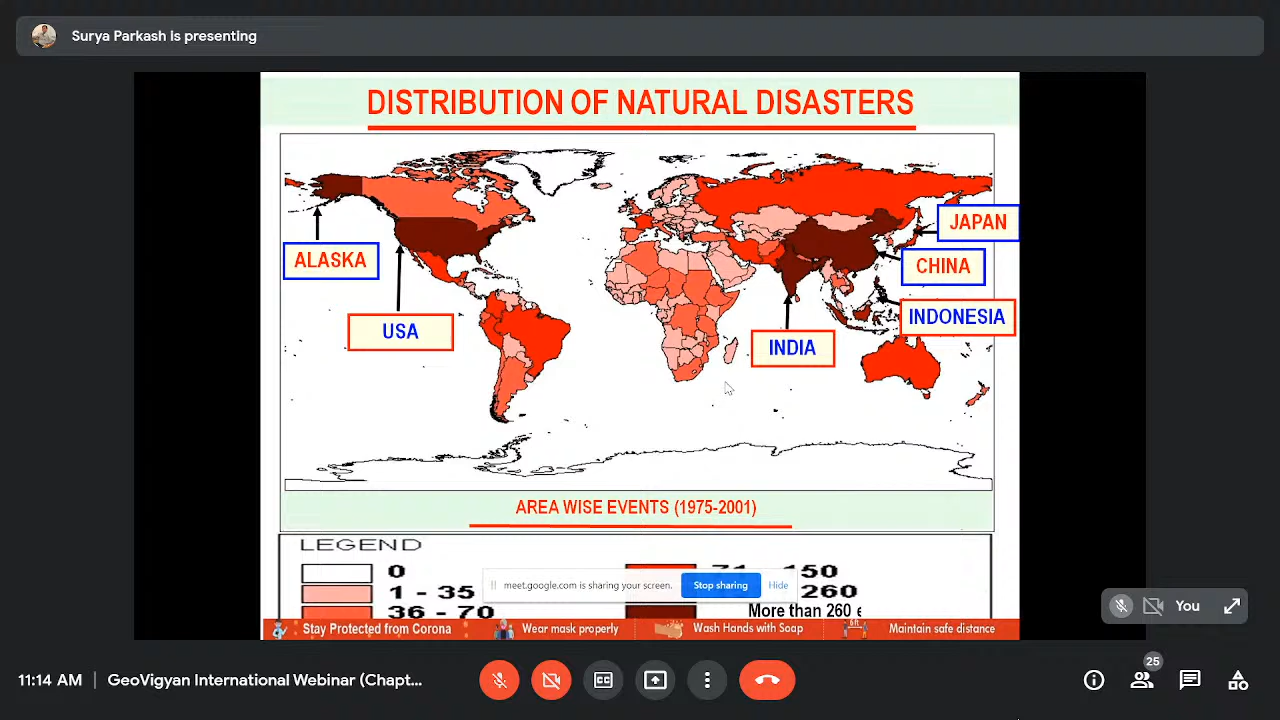 Surya Parkash is presenting
DISTRIBUTION OF NATURAL DISASTERS
JAPAN
ALASKA
CHINA
USA
INDONESIA
INDIA
AREA WISE EVENTS (1975-2001)
LEGEND
0
150
1 - 35
260
36 - 70
More than 260 e
meet.google.com is sharing your screen.
Stop sharing
Hide
Stay Protected from Corona
Wear mask properly
Wash Hands with Soap
6ft
Maintain safe distance
You
11:14 AM
GeoVigyan International Webinar (Chapt...
25